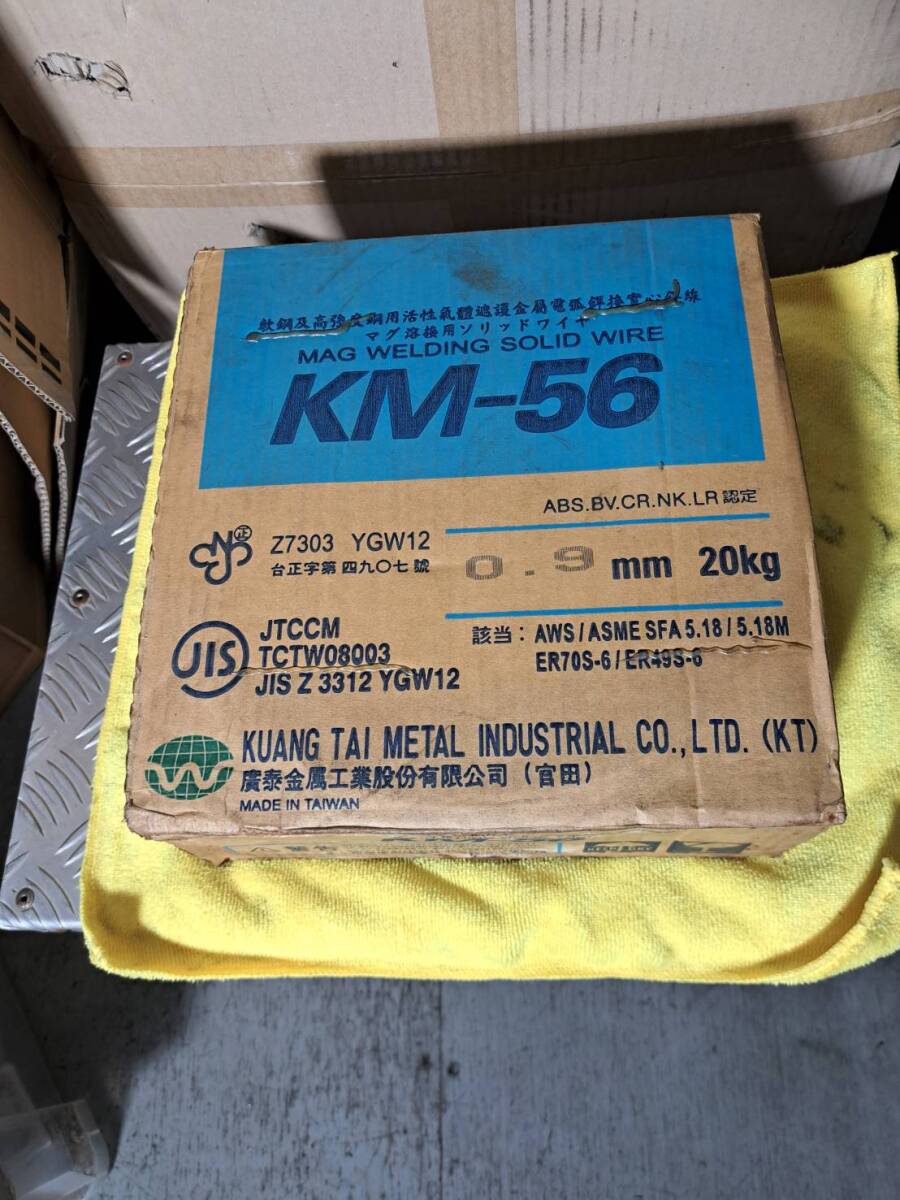 軟鋼及高強度鋼用活性氣體遮護金屬電弧銲接實心銲線
マグ溶接用ソリッドワイヤ
MAG WELDING SOLID WIRE
KM-56
ABS.BV.CR.NK.LR 認定
正
Z7303 YGW12
台正字第 四九〇七 號
0.9 mm 20kg
JIS
JTCCM
TCTW08003
JIS Z 3312 YGW12
該当：AWS/ASME SFA 5.18/5.18M
ER70S-6/ER49S-6
KUANG TAI METAL INDUSTRIAL CO.,LTD. (KT)
廣泰金属工業股份有限公司（官田）
MADE IN TAIWAN